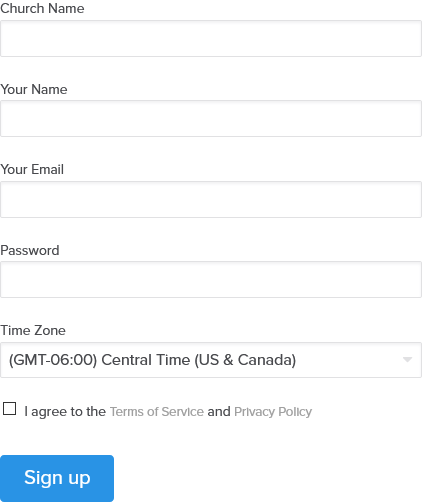 Church Name
Your Name
Your Email
Password
Time Zone
(GMT-06:00) Central Time (US & Canada)
I agree to the Terms of Service and Privacy Policy
Sign up